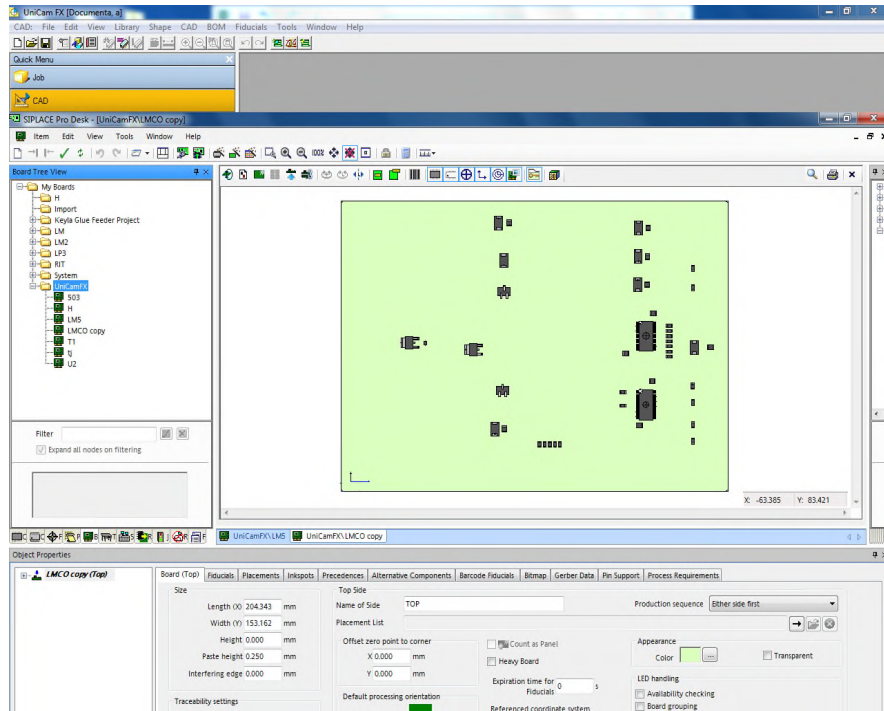 UniCam FX [Documenta, a]
CAD: File Edit View Library Shape CAD BOM Fiducials Tools Window Help
Quick Menu
Job
CAD
SIPLACE Pro Desk - [UniCamFX\LMCO copy]
Item Edit View Tools Window Help
100%
Board Tree View
My Boards
H
Import
Keyla Glue Feeder Project
LM
LM2
LP3
RIT
System
UniCamFX
503
H
LM5
LMCO copy
T1
tj
U2
Filter
Expand all nodes on filtering
X: -63.385 Y: 83.421
UniCamFX\LM5 UniCamFX\LMCO copy
Object Properties
LMCO copy (Top)
Board (Top) Fiducials Placements Inkspots Precedences Alternative Components Barcode Fiducials Bitmap Gerber Data Pin Support Process Requirements
Size Top Side
Length (X) 204.343 mm Name of Side TOP Production sequence Either side first
Width (Y) 153.162 mm Placement List
Height 0.000 mm Offset zero point to corner Count as Panel Appearance
Paste height 0.250 mm X 0.000 mm Heavy Board Color ... Transparent
Interfering edge 0.000 mm Y 0.000 mm Expiration time for Fiducials 0 s LED handling
Traceability settings Default processing orientation Referenced coordinate system Availability checking
Board grouping